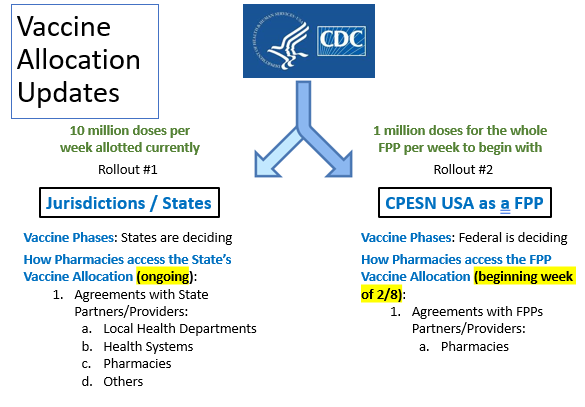 Vaccine
Allocation
Updates
CDC
10 million doses per
week allotted currently
Rollout #1
Jurisdictions / States
Vaccine Phases: States are deciding
How Pharmacies access the State's
Vaccine Allocation (ongoing):
1. Agreements with State
Partners/Providers:
a. Local Health Departments
b. Health Systems
c. Pharmacies
d. Others
1 million doses for the whole
FPP per week to begin with
Rollout #2
CPESN USA as a FPP
Vaccine Phases: Federal is deciding
How Pharmacies access the FPP
Vaccine Allocation (beginning week
of 2/8):
1. Agreements with FPPs
Partners/Providers:
a. Pharmacies